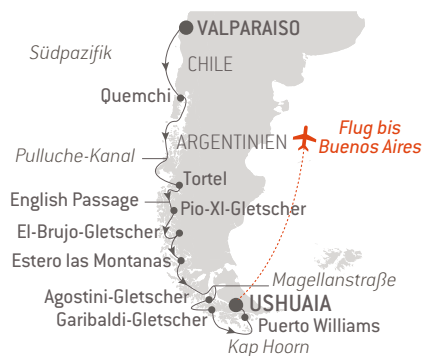 VALPARAISO
Südpazifik
CHILE
Quemchi
Flug bis
Buenos Aires
ARGENTINIEN
Pulluche-Kanal
Tortel
English Passage
Pio-XI-Gletscher
El-Brujo-Gletscher
Estero las Montanas
Magellanstraße
Agostini-Gletscher
USHUAIA
Garibaldi-Gletscher
Puerto Williams
Kap Hoorn